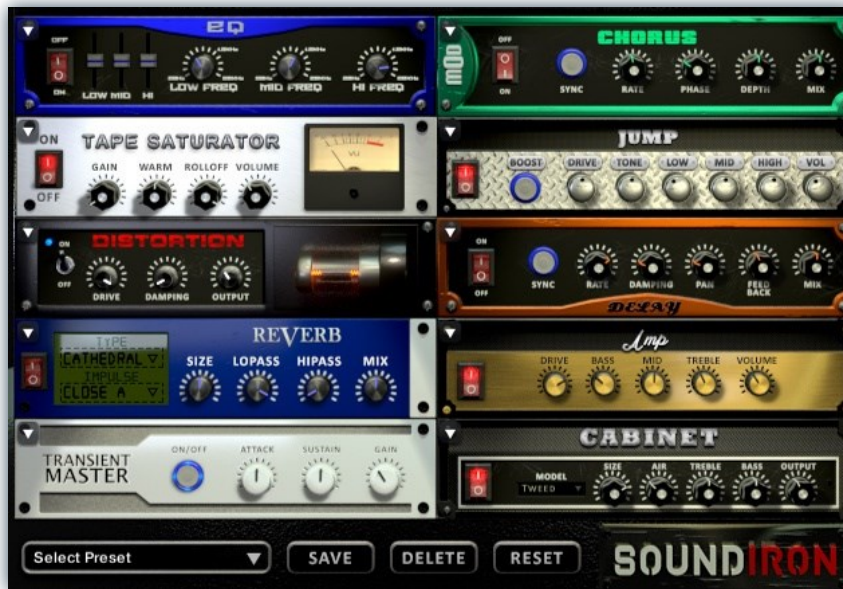 EQ
OFF
ON
LOW MID HI
LOW FREQ
MID FREQ
HI FREQ
CHORUS
OFF
ON
SYNC
RATE
PHASE
DEPTH
MIX
TAPE SATURATOR
ON
OFF
GAIN
WARM
ROLLOFF
VOLUME
VU
JUMP
BOOST
DRIVE
TONE
LOW
MID
HIGH
VOL
DISTORTION
ON
OFF
DRIVE
DAMPING
OUTPUT
ON
OFF
SYNC
RATE
DAMPING
PAN
FEED
BACK
MIX
DELAY
REVERB
TYPE
CATHEDRAL
IMPULSE
CLOSE A
SIZE
LOPASS
HIPASS
MIX
Amp
DRIVE
BASS
MID
TREBLE
VOLUME
TRANSIENT
MASTER
ON/OFF
ATTACK
SUSTAIN
GAIN
CABINET
MODEL
TWEED
SIZE
AIR
TREBLE
BASS
OUTPUT
Select Preset
SAVE
DELETE
RESET
SOUNDIRON